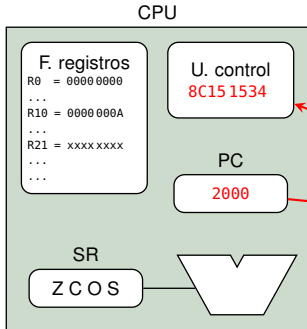 CPU
F. registros
R0 = 0000 0000
...
R10 = 0000 000A
...
R21 = xxxx xxxx
...
...
U. control
8C15 1534
PC
2000
SR
Z C O S